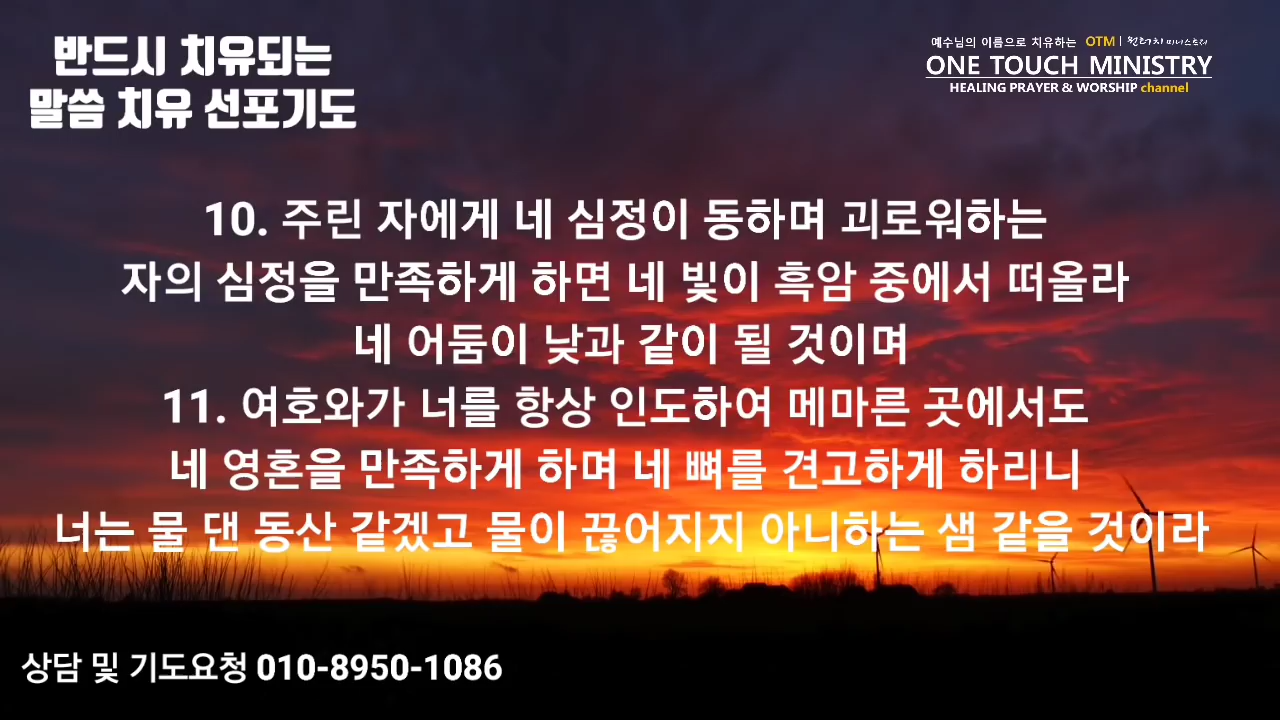 반드시 치유되는
말씀 치유 선포기도
예수님의 이름으로 치유하는 OTM | 원터치 미니스트리
ONE TOUCH MINISTRY
HEALING PRAYER & WORSHIP channel
10. 주린 자에게 네 심정이 동하며 괴로워하는
자의 심정을 만족하게 하면 네 빛이 흑암 중에서 떠올라
네 어둠이 낮과 같이 될 것이며
11. 여호와가 너를 항상 인도하여 메마른 곳에서도
네 영혼을 만족하게 하며 네 뼈를 견고하게 하리니
너는 물 댄 동산 같겠고 물이 끊어지지 아니하는 샘 같을 것이라
상담 및 기도요청 010-8950-1086